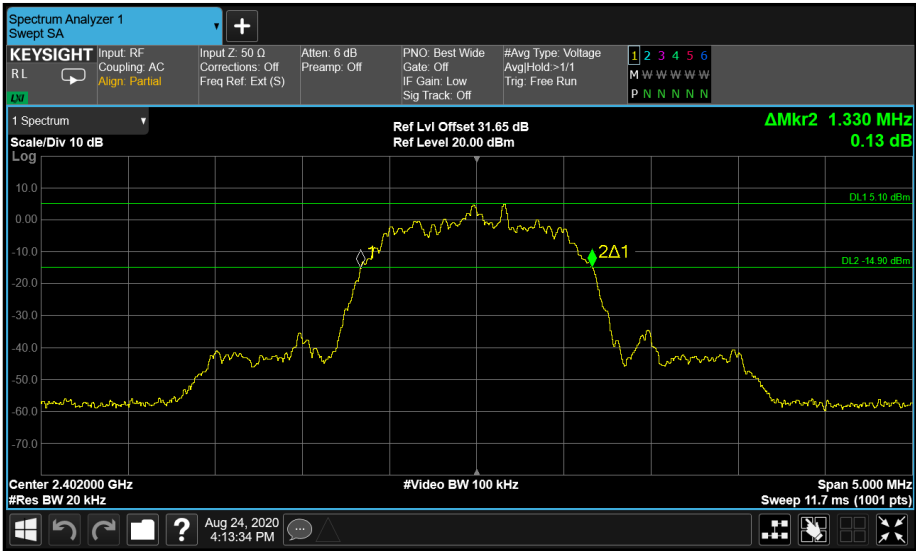 Spectrum Analyzer 1
Swept SA
+
KEYSIGHT
RL
LXI
Input: RF
Coupling: AC
Align: Partial
Input Z: 50 Ω
Corrections: Off
Freq Ref: Ext (S)
Atten: 6 dB
Preamp: Off
PNO: Best Wide
Gate: Off
IF Gain: Low
Sig Track: Off
#Avg Type: Voltage
Avg|Hold:>1/1
Trig: Free Run
1 2 3 4 5 6
M W W W W W
P N N N N N
1 Spectrum
Scale/Div 10 dB
Ref Lvl Offset 31.65 dB
Ref Level 20.00 dBm
ΔMkr2 1.330 MHz
0.13 dB
Log
10.0
DL1 5.10 dBm
0.00
1
2Δ1
-10.0
DL2 -14.90 dBm
-20.0
-30.0
-40.0
-50.0
-60.0
-70.0
Center 2.402000 GHz
#Video BW 100 kHz
Span 5.000 MHz
#Res BW 20 kHz
Sweep 11.7 ms (1001 pts)
?
Aug 24, 2020
4:13:34 PM